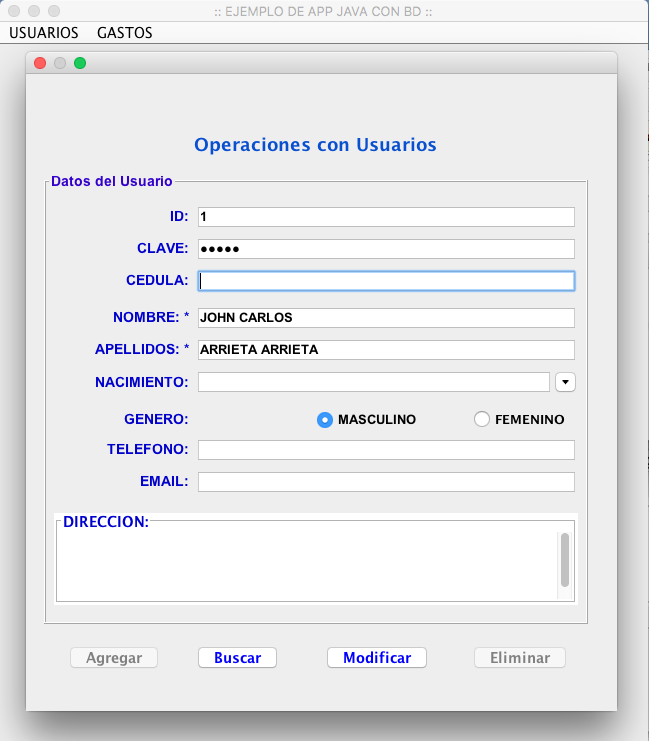 :: EJEMPLO DE APP JAVA CON BD ::
USUARIOS GASTOS
Operaciones con Usuarios
Datos del Usuario
ID: 1
CLAVE: •••••
CEDULA:
NOMBRE: * JOHN CARLOS
APELLIDOS: * ARRIETA ARRIETA
NACIMIENTO:
GENERO: MASCULINO FEMENINO
TELEFONO:
EMAIL:
DIRECCION:
Agregar Buscar Modificar Eliminar